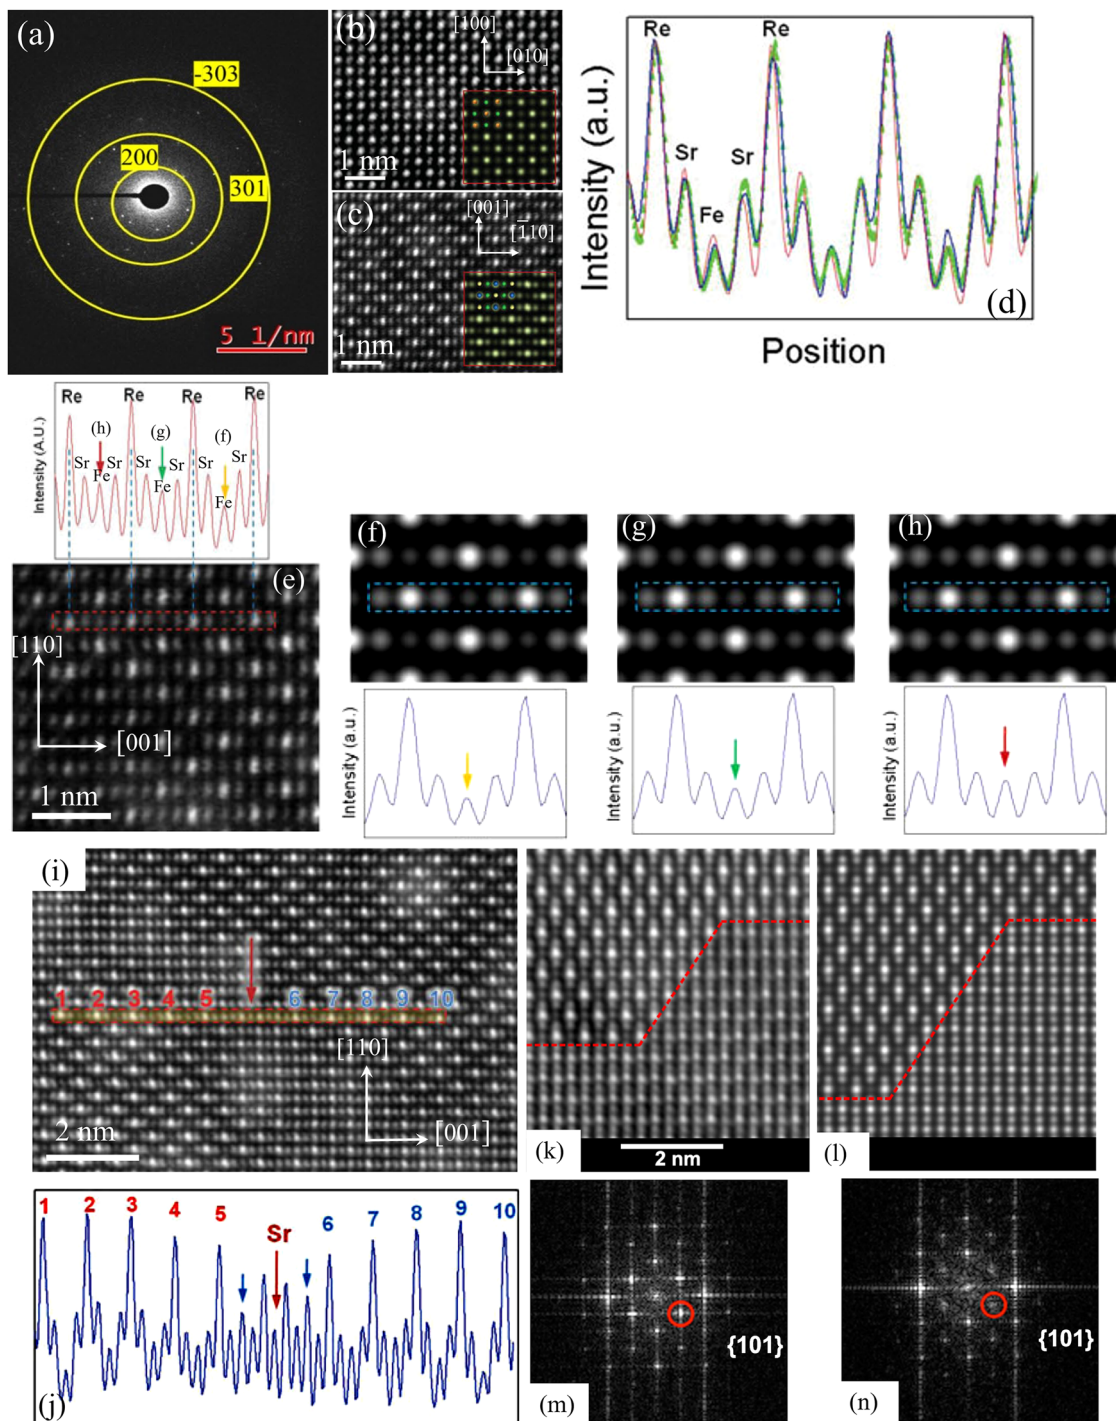 (a)
-303
200
301
5 1/nm
(b)
[100]
[010]
1 nm
(c)
[001]
[1̅10]
1 nm
Re
Re
Sr
Sr
Fe
Intensity (a.u.)
(d)
Position
Re
Re
Re
Re
(h)
(g)
(f)
Sr
Sr
Sr
Sr
Sr
Fe
Fe
Fe
Intensity (A.U.)
(e)
[110]
[001]
1 nm
(f)
(g)
(h)
Intensity (a.u.)
Intensity (a.u.)
Intensity (a.u.)
(i)
1 2 3 4 5 6 7 8 9 10
[110]
[001]
2 nm
(k)
2 nm
(l)
1 2 3 4 5 6 7 8 9 10
Sr
(j)
{101}
(m)
{101}
(n)